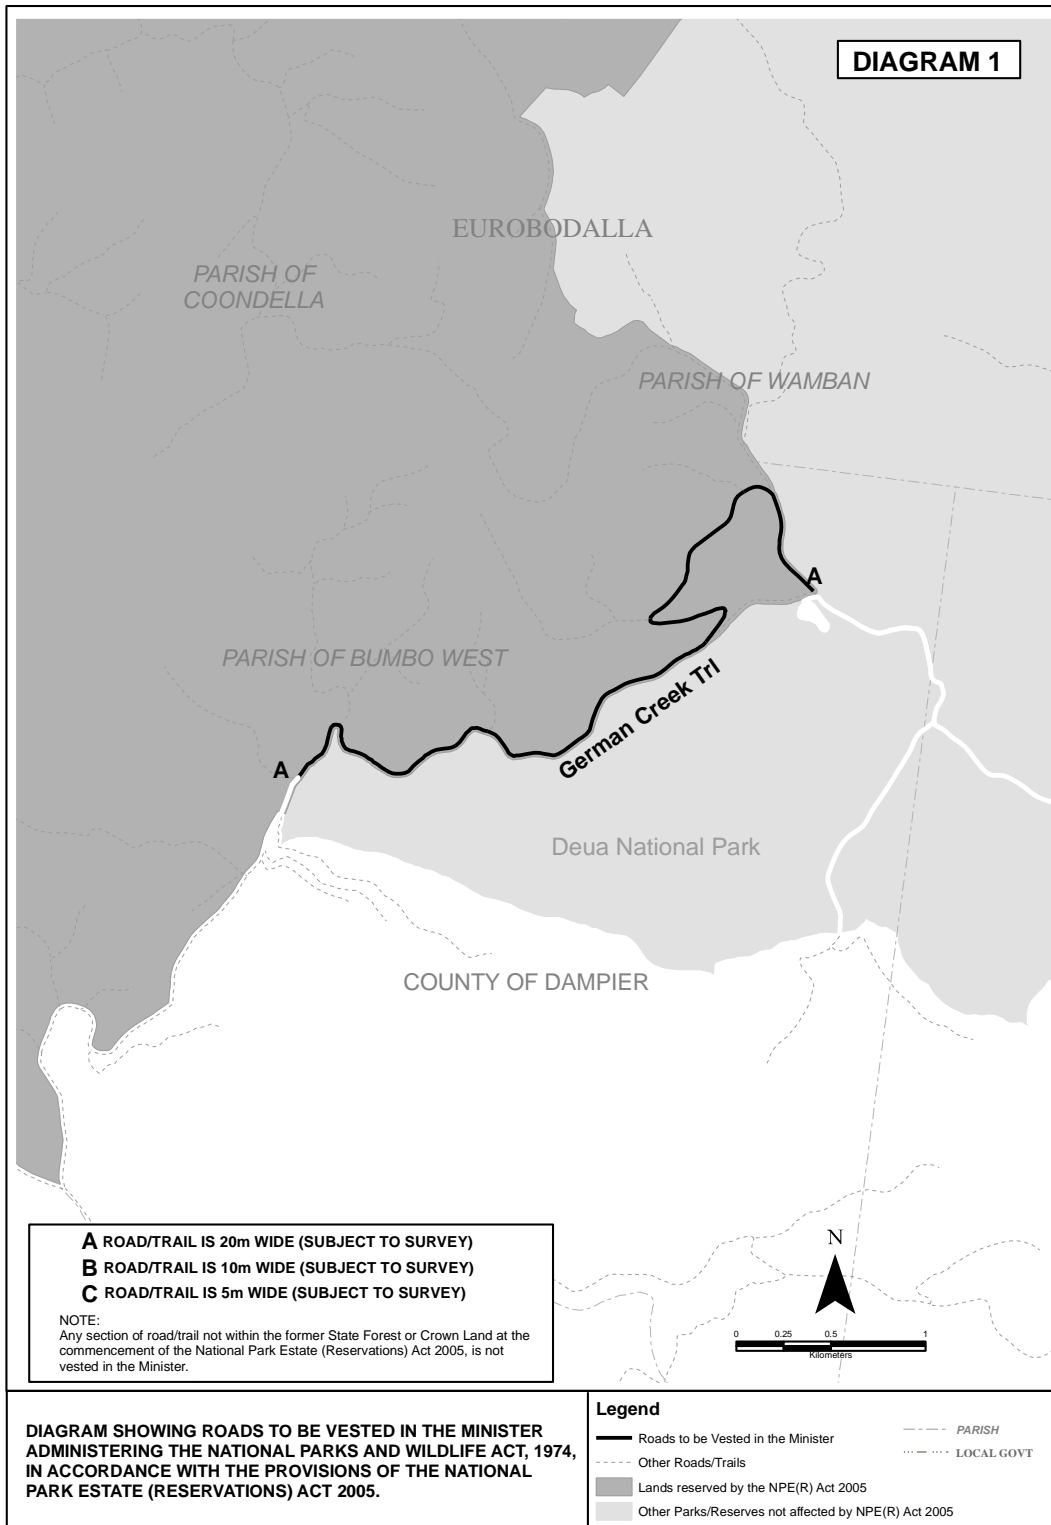 DIAGRAM 1
EUROBODALLA
PARISH OF
COONDELLA
PARISH OF WAMBAN
A
PARISH OF BUMBO WEST
German Creek Trl
A
Deua National Park
COUNTY OF DAMPIER
A ROAD/TRAIL IS 20m WIDE (SUBJECT TO SURVEY)
B ROAD/TRAIL IS 10m WIDE (SUBJECT TO SURVEY)
C ROAD/TRAIL IS 5m WIDE (SUBJECT TO SURVEY)
NOTE:
Any section of road/trail not within the former State Forest or Crown Land at the
commencement of the National Park Estate (Reservations) Act 2005, is not
vested in the Minister.
N
0 0.25 0.5 1
Kilometers
DIAGRAM SHOWING ROADS TO BE VESTED IN THE MINISTER
ADMINISTERING THE NATIONAL PARKS AND WILDLIFE ACT, 1974,
IN ACCORDANCE WITH THE PROVISIONS OF THE NATIONAL
PARK ESTATE (RESERVATIONS) ACT 2005.
Legend
Roads to be Vested in the Minister
Other Roads/Trails
Lands reserved by the NPE(R) Act 2005
Other Parks/Reserves not affected by NPE(R) Act 2005
PARISH
LOCAL GOVT